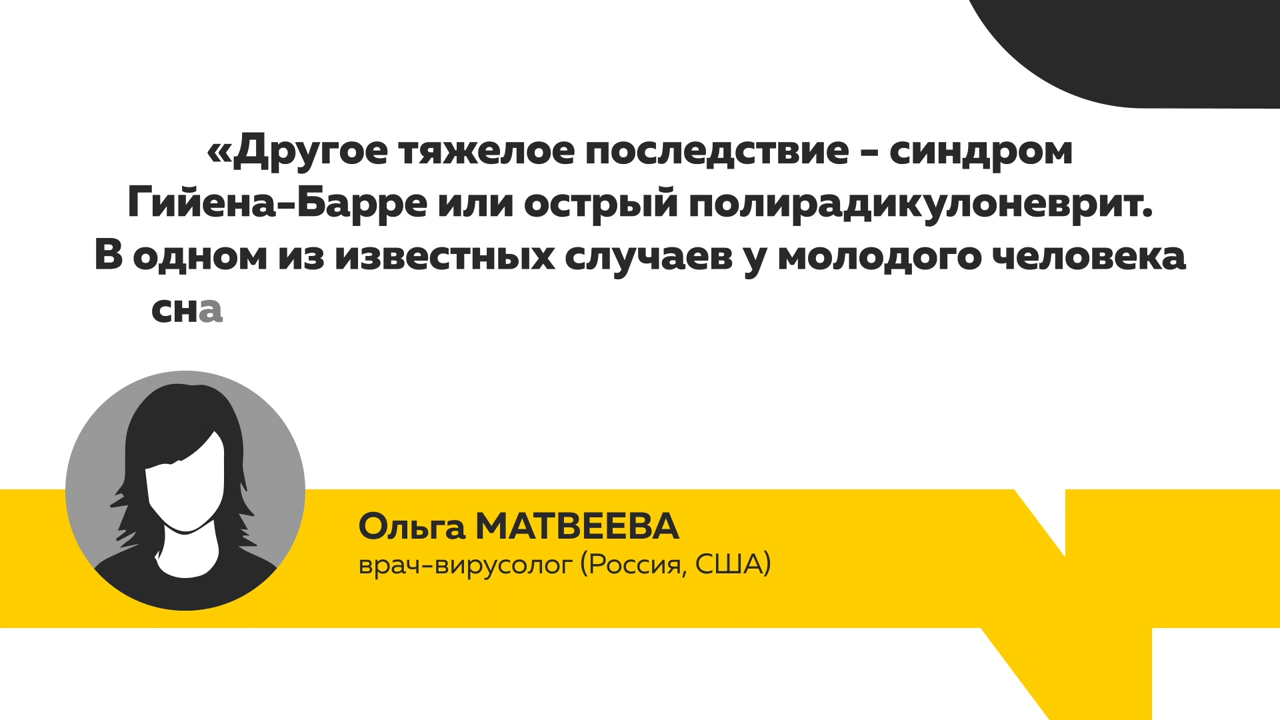 «Другое тяжелое последствие - синдром
Гийена-Барре или острый полирадикулоневрит.
В одном из известных случаев у молодого человека
сна
Ольга МАТВЕЕВА
врач-вирусолог (Россия, США)